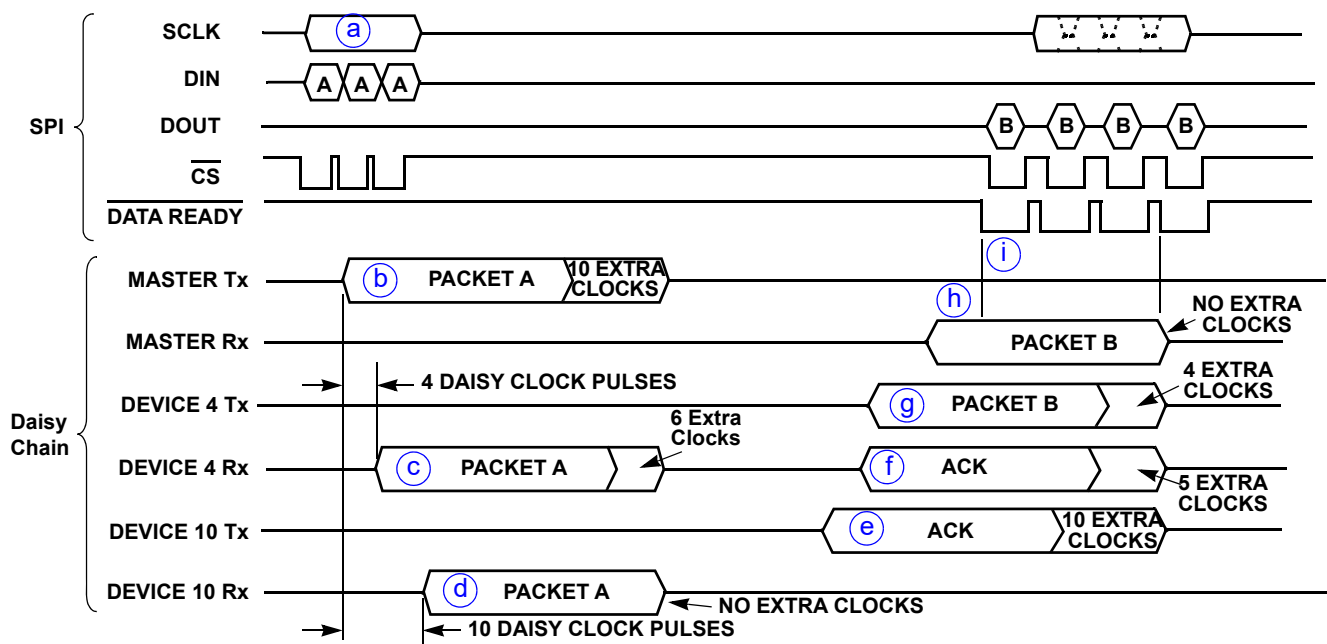 SCLK a
DIN A A A
SPI
DOUT B B B B
CS
DATA READY
i
MASTER Tx b PACKET A 10 EXTRA
CLOCKS
h
NO EXTRA
CLOCKS
MASTER Rx PACKET B
4 DAISY CLOCK PULSES
4 EXTRA
CLOCKS
DEVICE 4 Tx g PACKET B
6 Extra
Clocks
Daisy
Chain
DEVICE 4 Rx c PACKET A f ACK
5 EXTRA
CLOCKS
DEVICE 10 Tx e ACK 10 EXTRA
CLOCKS
DEVICE 10 Rx d PACKET A
NO EXTRA CLOCKS
10 DAISY CLOCK PULSES